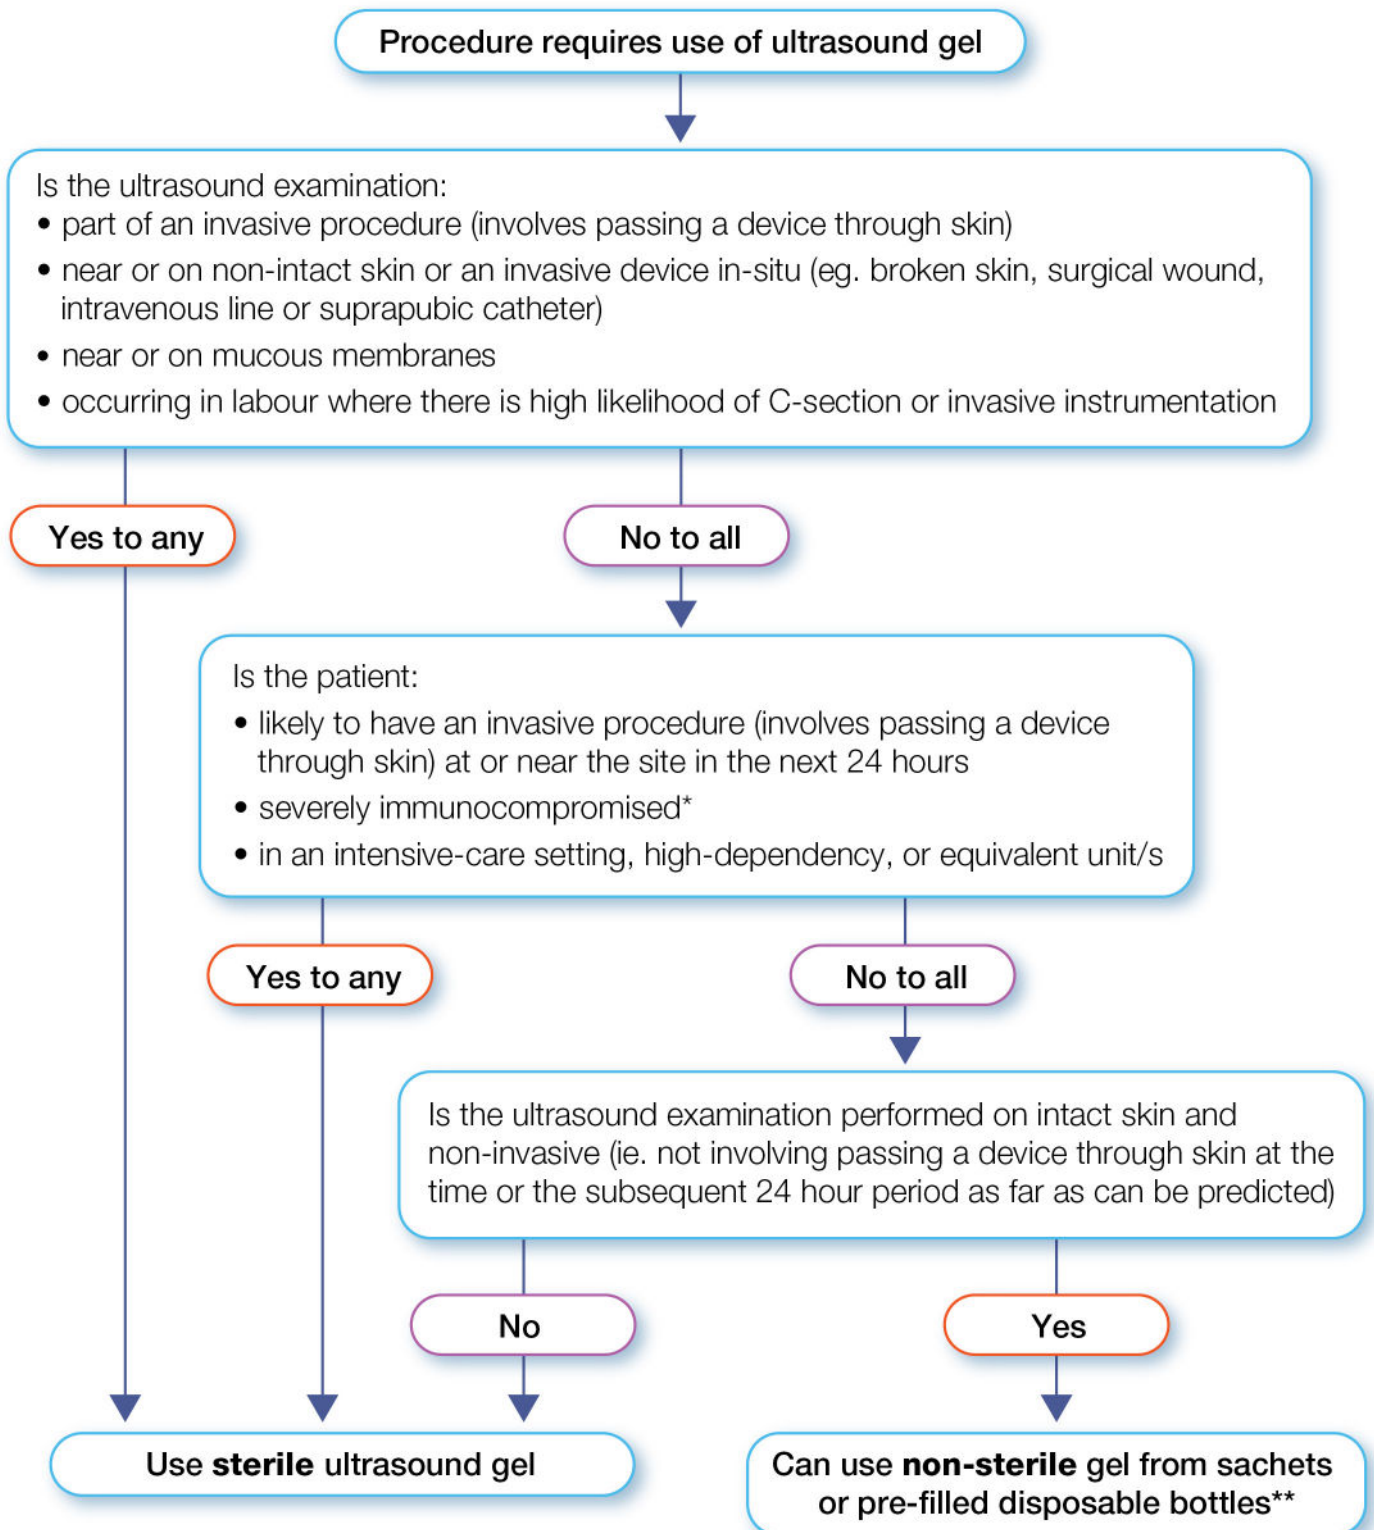 Procedure requires use of ultrasound gel
Is the ultrasound examination:
• part of an invasive procedure (involves passing a device through skin)
• near or on non-intact skin or an invasive device in-situ (eg. broken skin, surgical wound,
intravenous line or suprapubic catheter)
• near or on mucous membranes
• occurring in labour where there is high likelihood of C-section or invasive instrumentation
Yes to any
No to all
Is the patient:
• likely to have an invasive procedure (involves passing a device
through skin) at or near the site in the next 24 hours
• severely immunocompromised*
• in an intensive-care setting, high-dependency, or equivalent unit/s
Yes to any
No to all
Is the ultrasound examination performed on intact skin and
non-invasive (ie. not involving passing a device through skin at the
time or the subsequent 24 hour period as far as can be predicted)
No
Yes
Use sterile ultrasound gel
Can use non-sterile gel from sachets
or pre-filled disposable bottles**